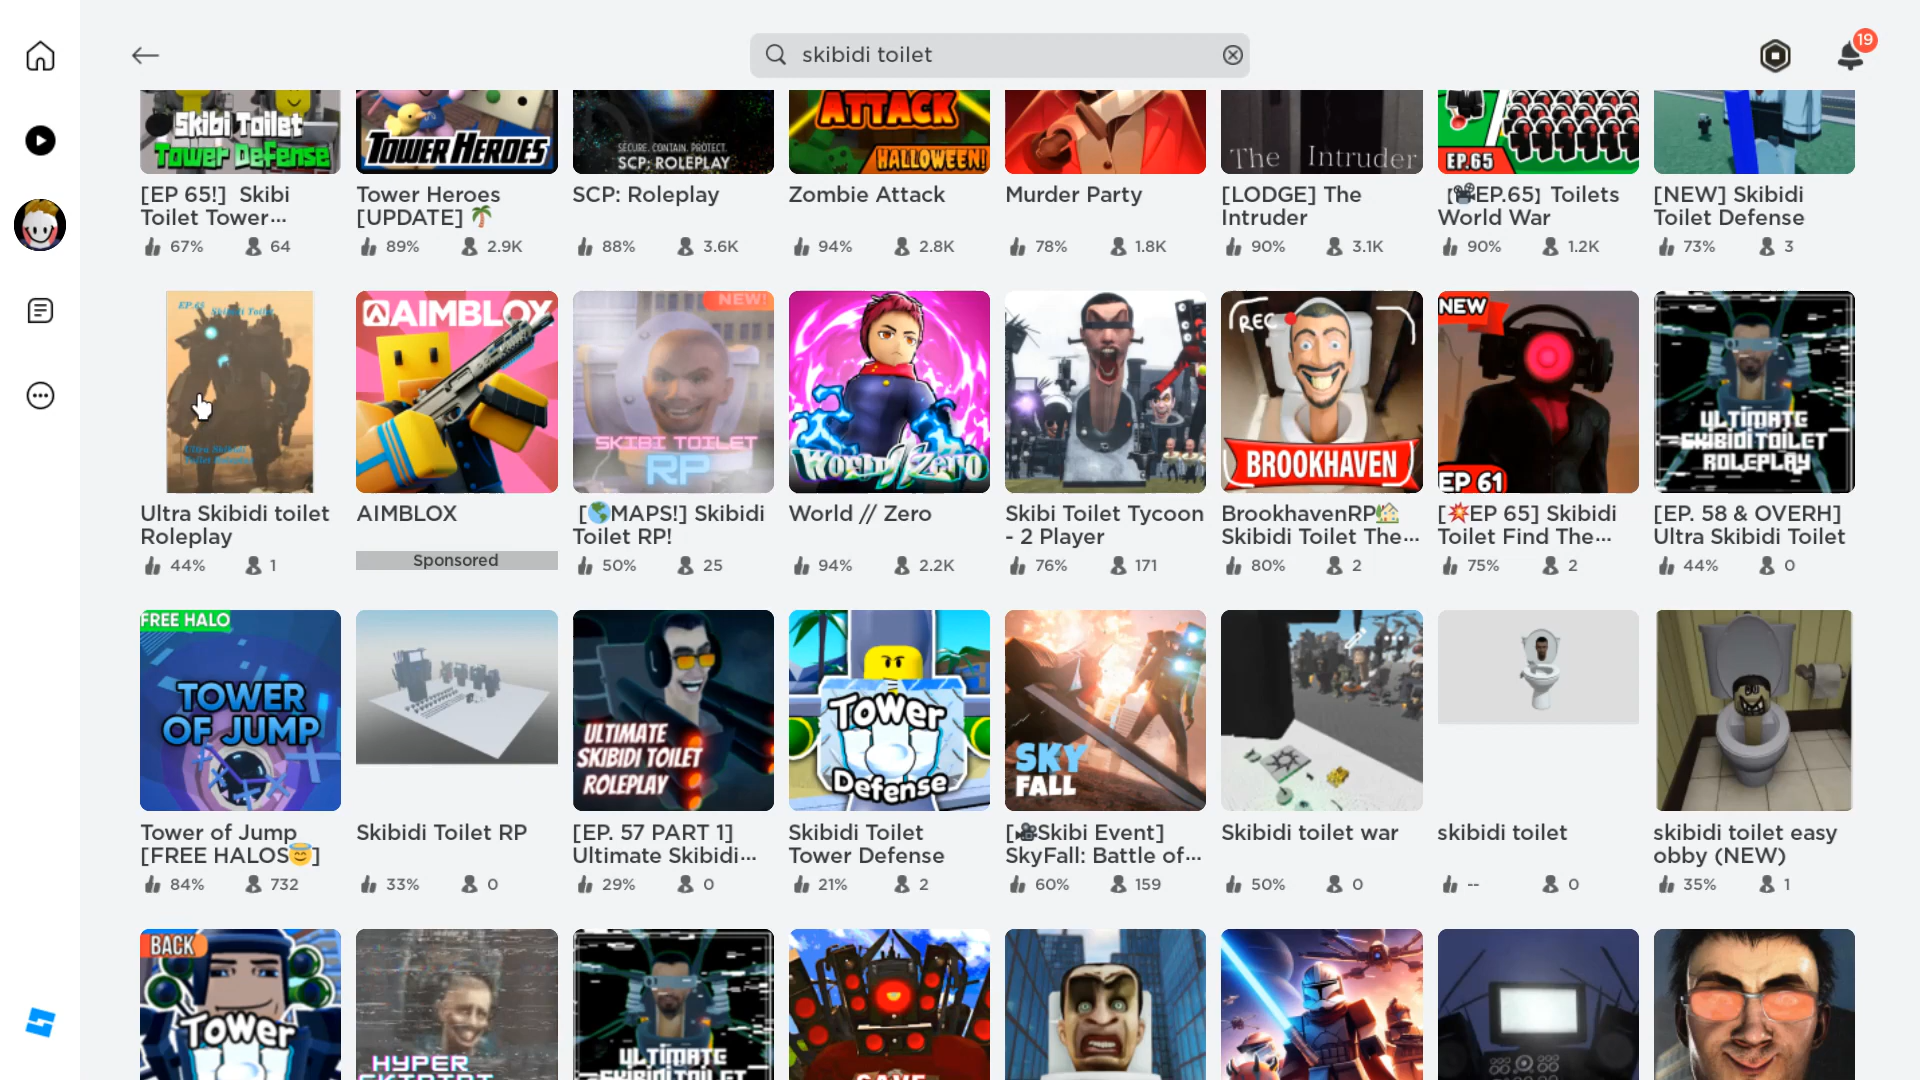 skibidi toilet
19
Skibi Toilet
Tower Defense
TOWER HEROES
SECURE. CONTAIN. PROTECT.
SCP: ROLEPLAY
ATTACK
HALLOWEEN!
The Intruder
EP.65
[EP 65!] Skibi
Toilet Tower...
67% 64
Tower Heroes
[UPDATE] 🌴
89% 2.9K
SCP: Roleplay
88% 3.6K
Zombie Attack
94% 2.8K
Murder Party
78% 1.8K
[LODGE] The
Intruder
90% 3.1K
[🎥EP.65] Toilets
World War
90% 1.2K
[NEW] Skibidi
Toilet Defense
73% 3
EP.65
Skibidi Toilet
AIMBLOX
NEW!
SKIBI TOILET
RP
World//Zero
REC
BROOKHAVEN
NEW
EP 61
ULTIMATE
SKIBIDI TOILET
ROLEPLAY
Ultra Skibidi toilet
Roleplay
44% 1
AIMBLOX
Sponsored
[🌎MAPS!] Skibidi
Toilet RP!
50% 25
World // Zero
94% 2.2K
Skibi Toilet Tycoon
- 2 Player
76% 171
BrookhavenRP🏡
Skibidi Toilet The...
80% 2
[💥EP 65] Skibidi
Toilet Find The...
75% 2
[EP. 58 & OVERH]
Ultra Skibidi Toilet
44% 0
FREE HALO
TOWER
OF JUMP
ULTIMATE
SKIBIDI TOILET
ROLEPLAY
Tower
Defense
SKY
FALL
Tower of Jump
[FREE HALOS😇]
84% 732
Skibidi Toilet RP
33% 0
[EP. 57 PART 1]
Ultimate Skibidi...
29% 0
Skibidi Toilet
Tower Defense
21% 2
[🎥Skibi Event]
SkyFall: Battle of...
60% 159
Skibidi toilet war
50% 0
skibidi toilet
-- 0
skibidi toilet easy
obby (NEW)
35% 1
BACK
Tower
HYPER
SKIBIDI
ULTIMATE
SKIBIDI TOILET